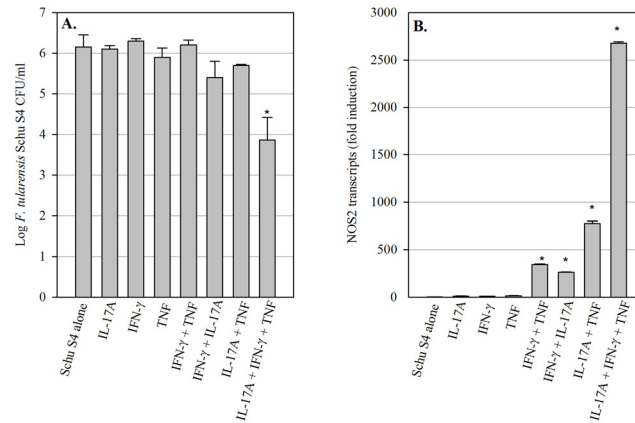 A.
Log F. tularensis Schu S4 CFU/ml
7
6
5
4
3
2
1
0
*
Schu S4 alone
IL-17A
IFN-γ
TNF
IFN-γ + TNF
IFN-γ + IL-17A
IL-17A + TNF
IL-17A + IFN-γ + TNF
B.
NOS2 transcripts (fold induction)
3000
2500
2000
1500
1000
500
0
*
*
*
*
Schu S4 alone
IL-17A
IFN-γ
TNF
IFN-γ + TNF
IFN-γ + IL-17A
IL-17A + TNF
IL-17A + IFN-γ + TNF